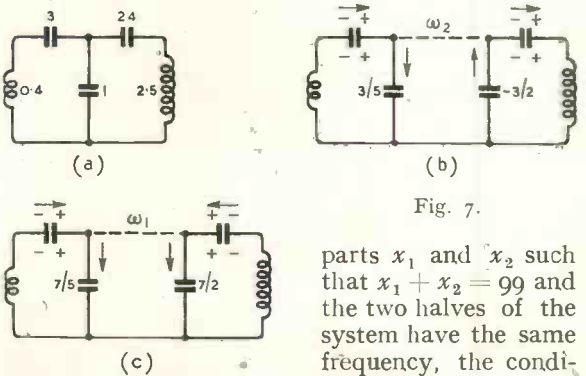 3
24
0·4
1
2·5
(a)
- +
ω₂
- +
3/5
-3/2
- +
- +
(b)
- +
ω₁
+ -
7/5
7/2
- +
+ -
(c)
Fig. 7.
parts x₁ and x₂ such
that x₁ + x₂ = 99 and
the two halves of the
system have the same
frequency, the condi-